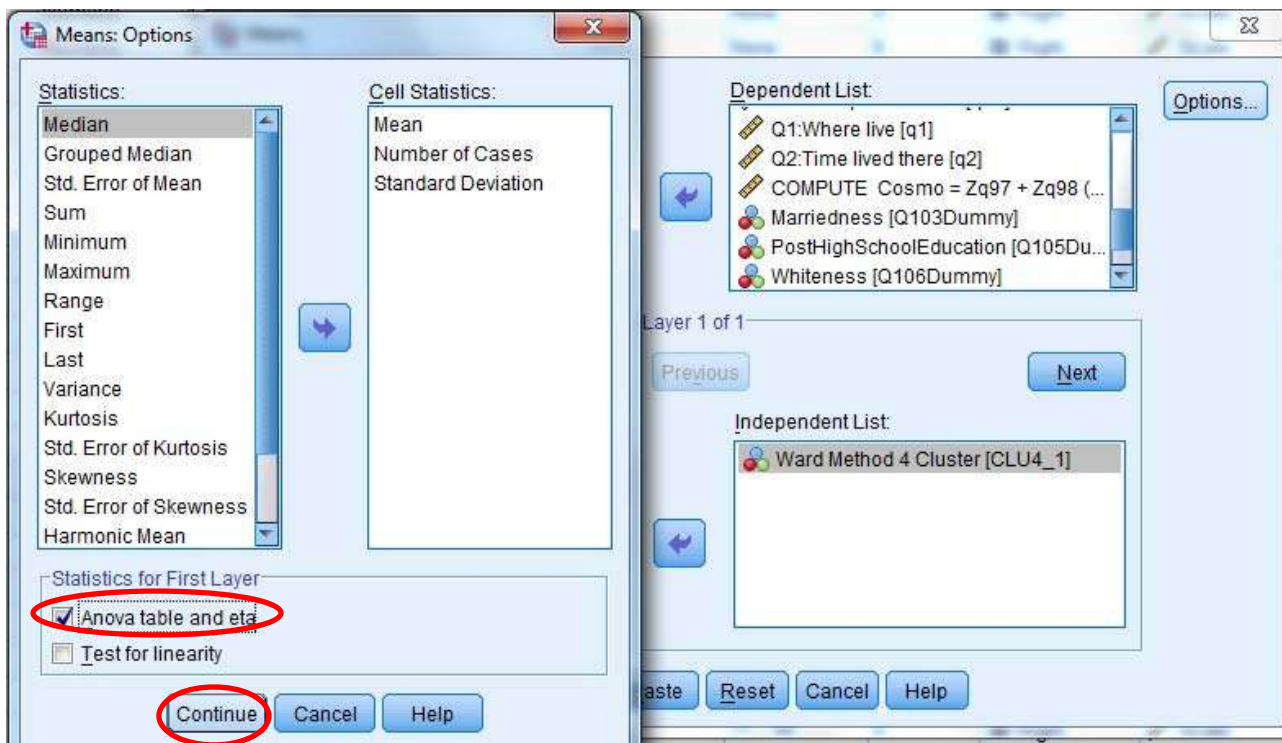 Means: Options
Statistics:
Median
Grouped Median
Std. Error of Mean
Sum
Minimum
Maximum
Range
First
Last
Variance
Kurtosis
Std. Error of Kurtosis
Skewness
Std. Error of Skewness
Harmonic Mean
Cell Statistics:
Mean
Number of Cases
Standard Deviation
Statistics for First Layer
Anova table and eta
Test for linearity
Continue
Cancel
Help
Dependent List:
Q1:Where live [q1]
Q2:Time lived there [q2]
COMPUTE Cosmo = Zq97 + Zq98 (...
Marriedness [Q103Dummy]
PostHighSchoolEducation [Q105Du...
Whiteness [Q106Dummy]
Options...
Layer 1 of 1
Previous
Next
Independent List:
Ward Method 4 Cluster [CLU4_1]
aste
Reset
Cancel
Help